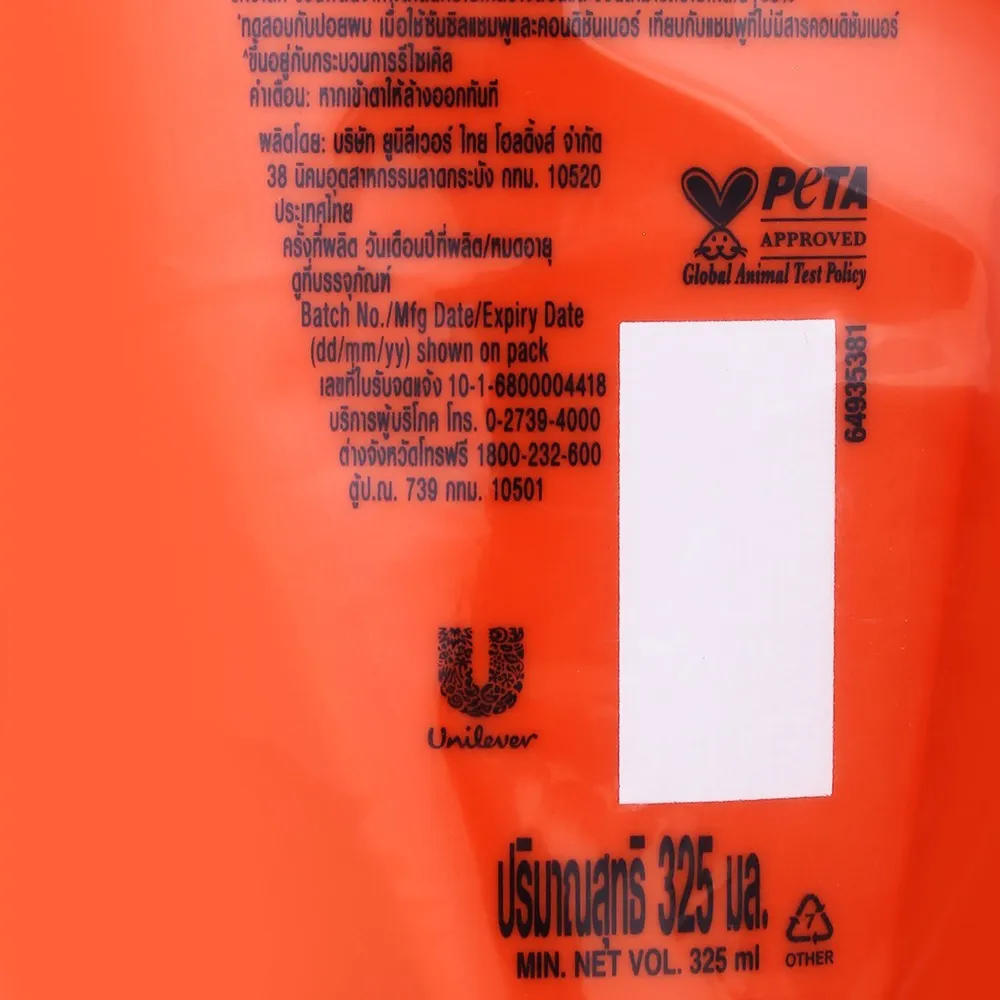 *ทดสอบกับปอยผม เมื่อใช้ซันซิลแชมพูและคอนดิชันเนอร์ เทียบกับแชมพูที่ไม่มีสารคอนดิชันเนอร์
^ขึ้นอยู่กับกระบวนการรีไซเคิล
คำเตือน: หากเข้าตาให้ล้างออกทันที
ผลิตโดย: บริษัท ยูนิลีเวอร์ ไทย โฮลดิ้งส์ จำกัด
38 นิคมอุตสาหกรรมลาดกระบัง กทม. 10520
ประเทศไทย
ครั้งที่ผลิต วันเดือนปีที่ผลิต/หมดอายุ
ดูที่บรรจุภัณฑ์
Batch No./Mfg Date/Expiry Date
(dd/mm/yy) shown on pack
เลขที่ใบรับจดแจ้ง 10-1-6800004418
บริการผู้บริโภค โทร. 0-2739-4000
ต่างจังหวัดโทรฟรี 1800-232-600
ตู้ป.ณ. 739 กทม. 10501
PETA
APPROVED
Global Animal Test Policy
64935381
Unilever
ปริมาณสุทธิ 325 มล.
MIN. NET VOL. 325 ml
7
OTHER